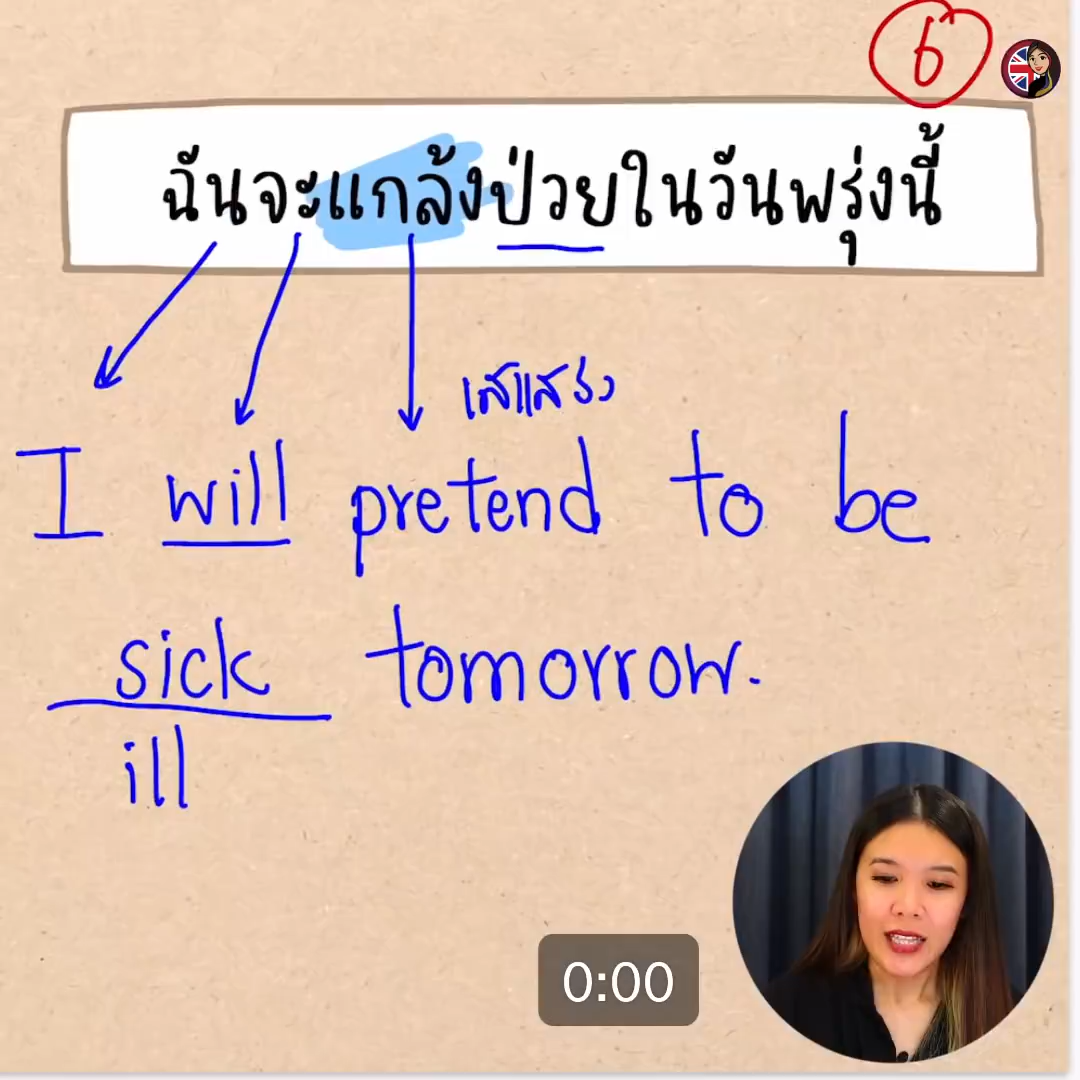 6
ฉันจะแกล้งป่วยในวันพรุ่งนี้
เสแสร้ง
I will pretend to be
sick tomorrow.
ill
0:00